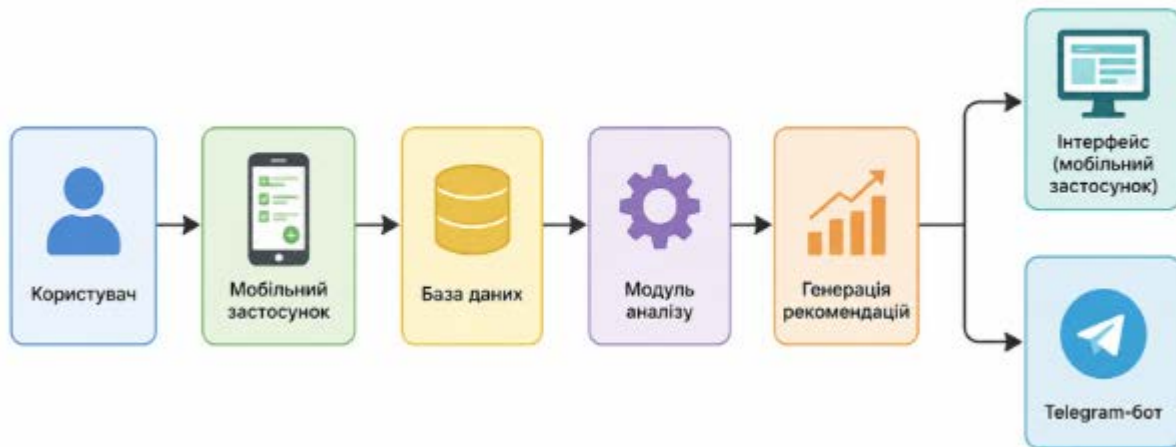 Користувач
Мобільний
застосунок
База даних
Модуль
аналізу
Генерація
рекомендацій
Інтерфейс
(мобільний
застосунок)
Telegram-бот